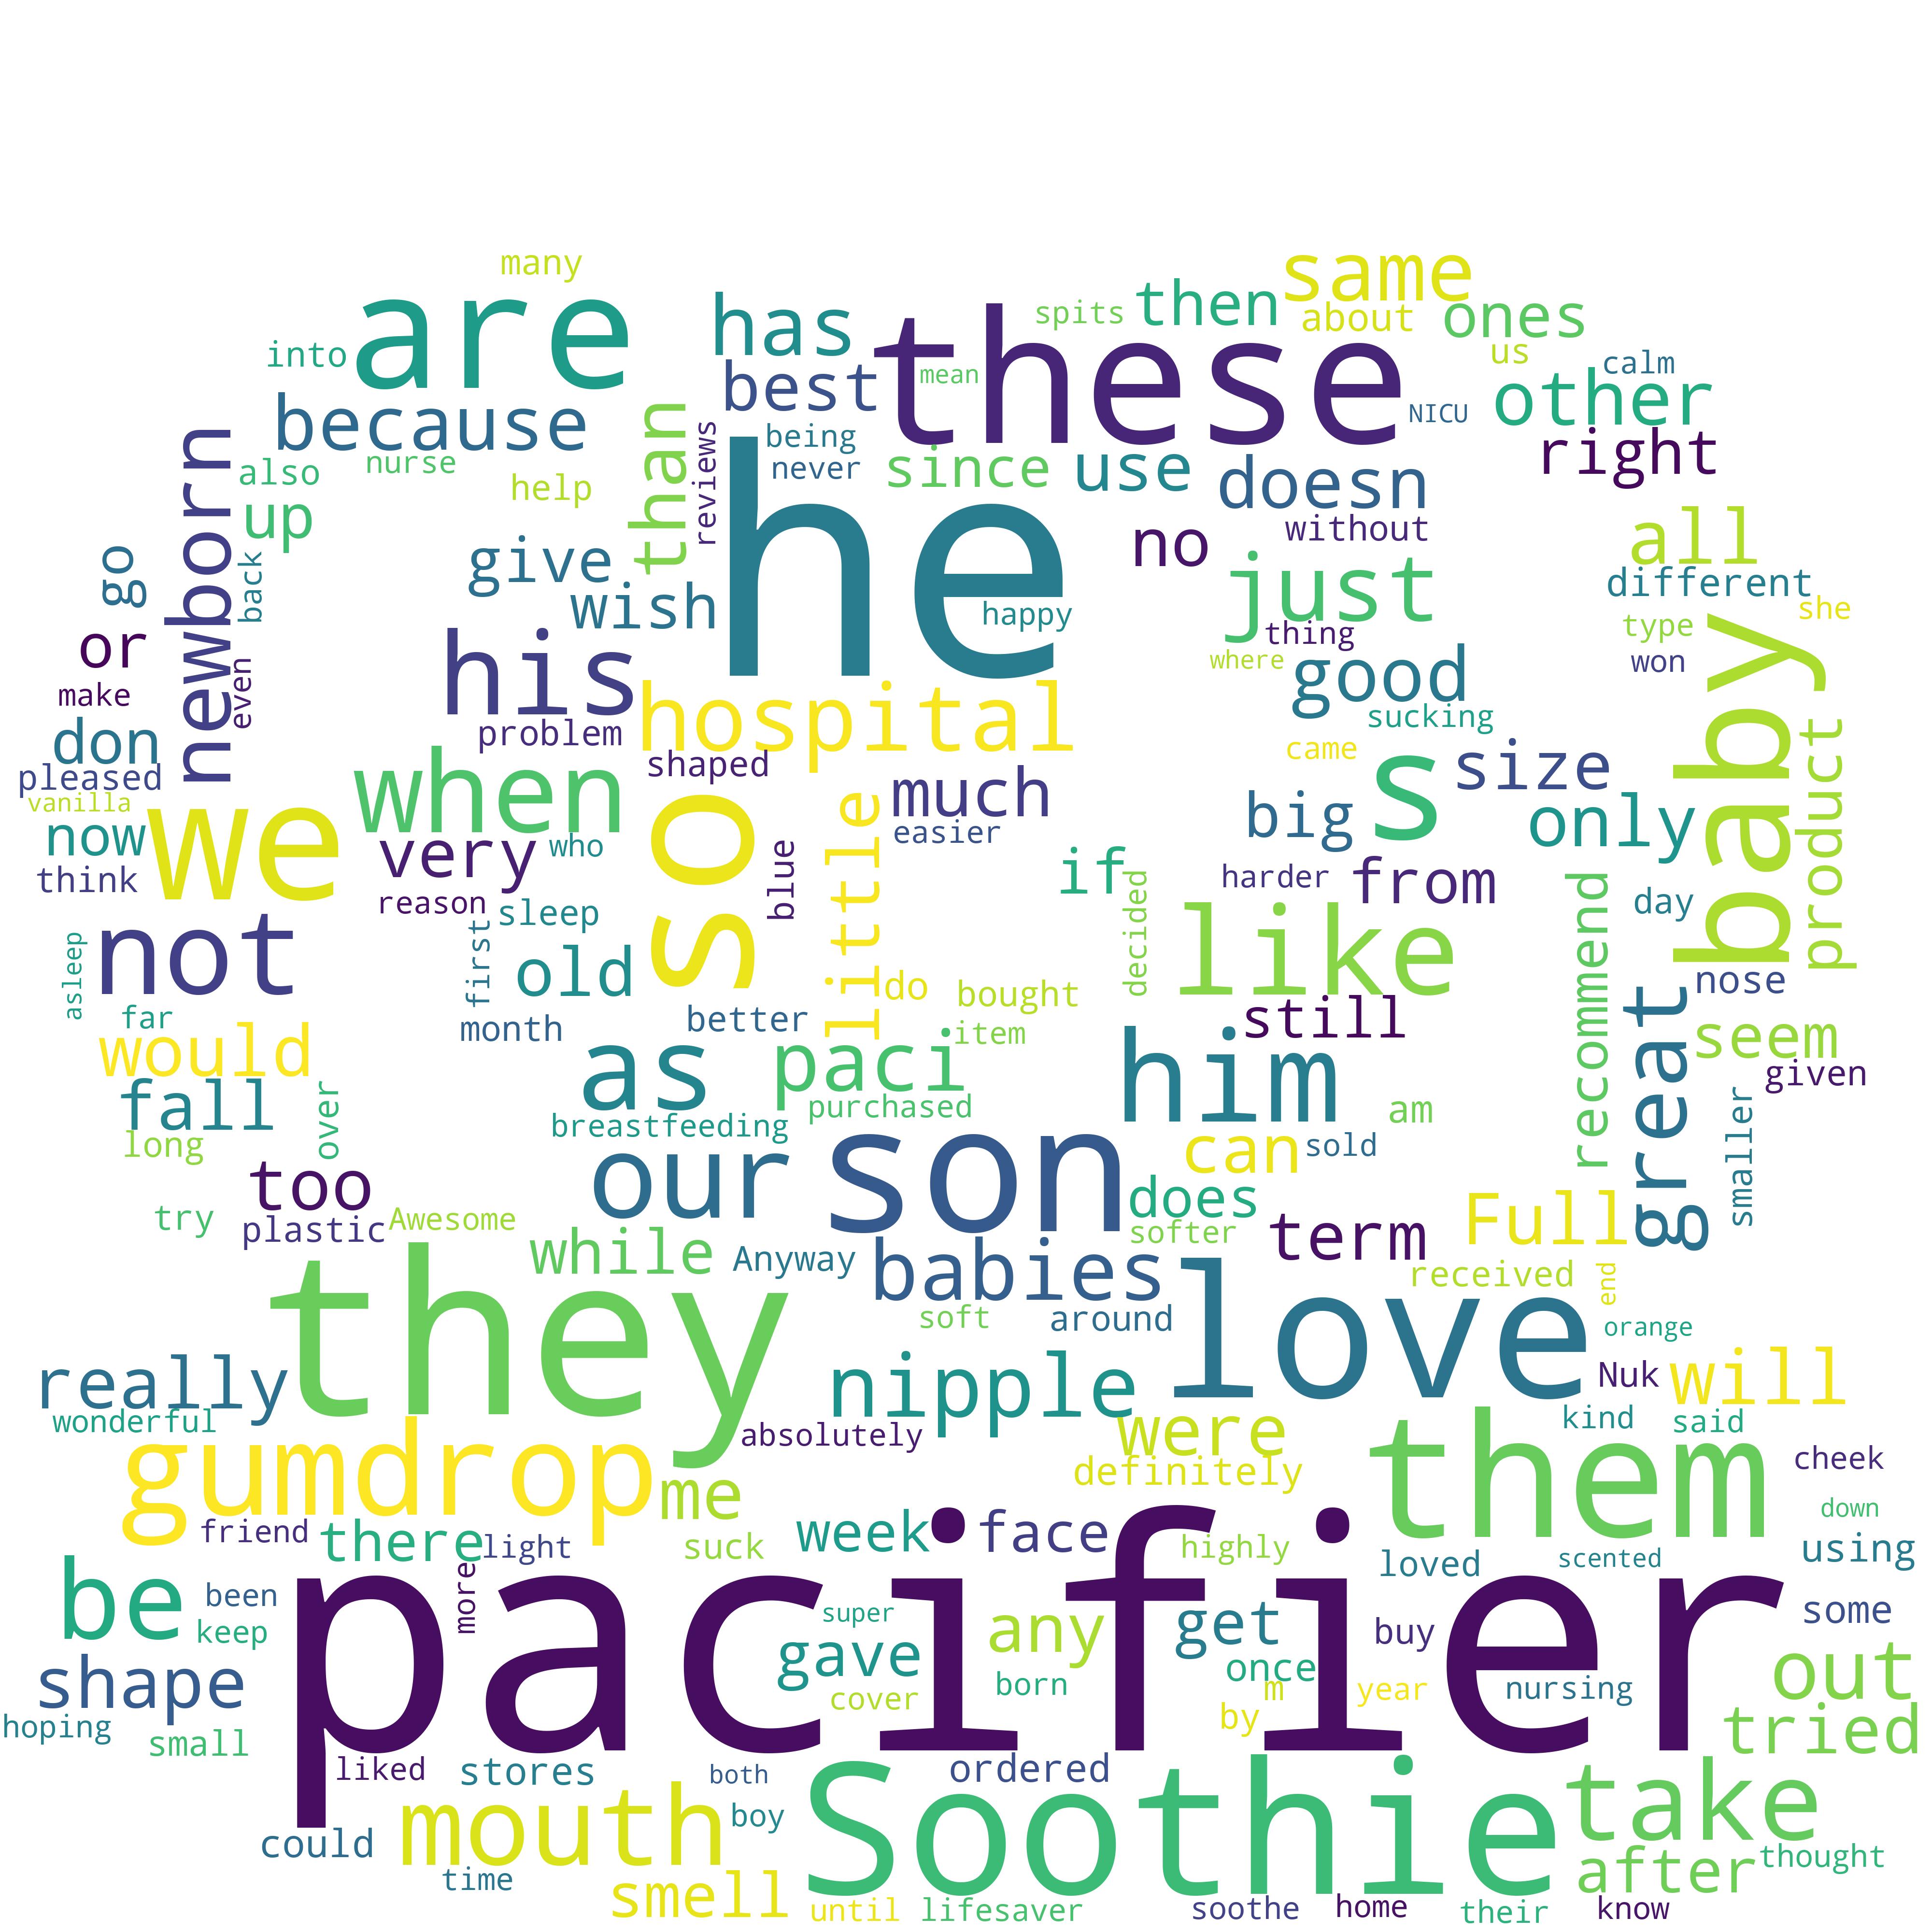 many
same
are
has
these
spits
then
about
ones
into
best
mean
us
calm
because
than
NICU
other
newborn
reviews
being
right
also
nurse
never
since
use
doesn
help
he
up
without
no
all
go
back
give
just
different
wish
happy
she
or
his
thing
type
baby
even
where
good
won
make
hospital
don
problem
sucking
product
pleased
shaped
came
when
s
size
vanilla
we
so
little
much
big
only
now
very
who
blue
easier
think
if
decided
harder
from
reason
sleep
like
recommend
day
not
first
asleep
old
do
bought
nose
far
month
better
still
great
would
as
paci
item
him
seem
given
fall
over
purchased
am
smaller
long
breastfeeding
our
son
can
sold
too
does
try
plastic
Awesome
softer
term
Full
they
while
Anyway
babies
love
received
end
soft
around
orange
really
nipple
Nuk
will
wonderful
absolutely
were
kind
said
gumdrop
definitely
them
cheek
me
down
friend
there
light
suck
week
face
highly
loved
scented
using
be
been
more
pacifier
super
any
get
buy
some
keep
gave
shape
cover
born
once
m
year
nursing
out
hoping
small
by
tried
liked
stores
both
ordered
Soothie
take
mouth
boy
could
after
thought
time
smell
until
lifesaver
soothe
home
their
know